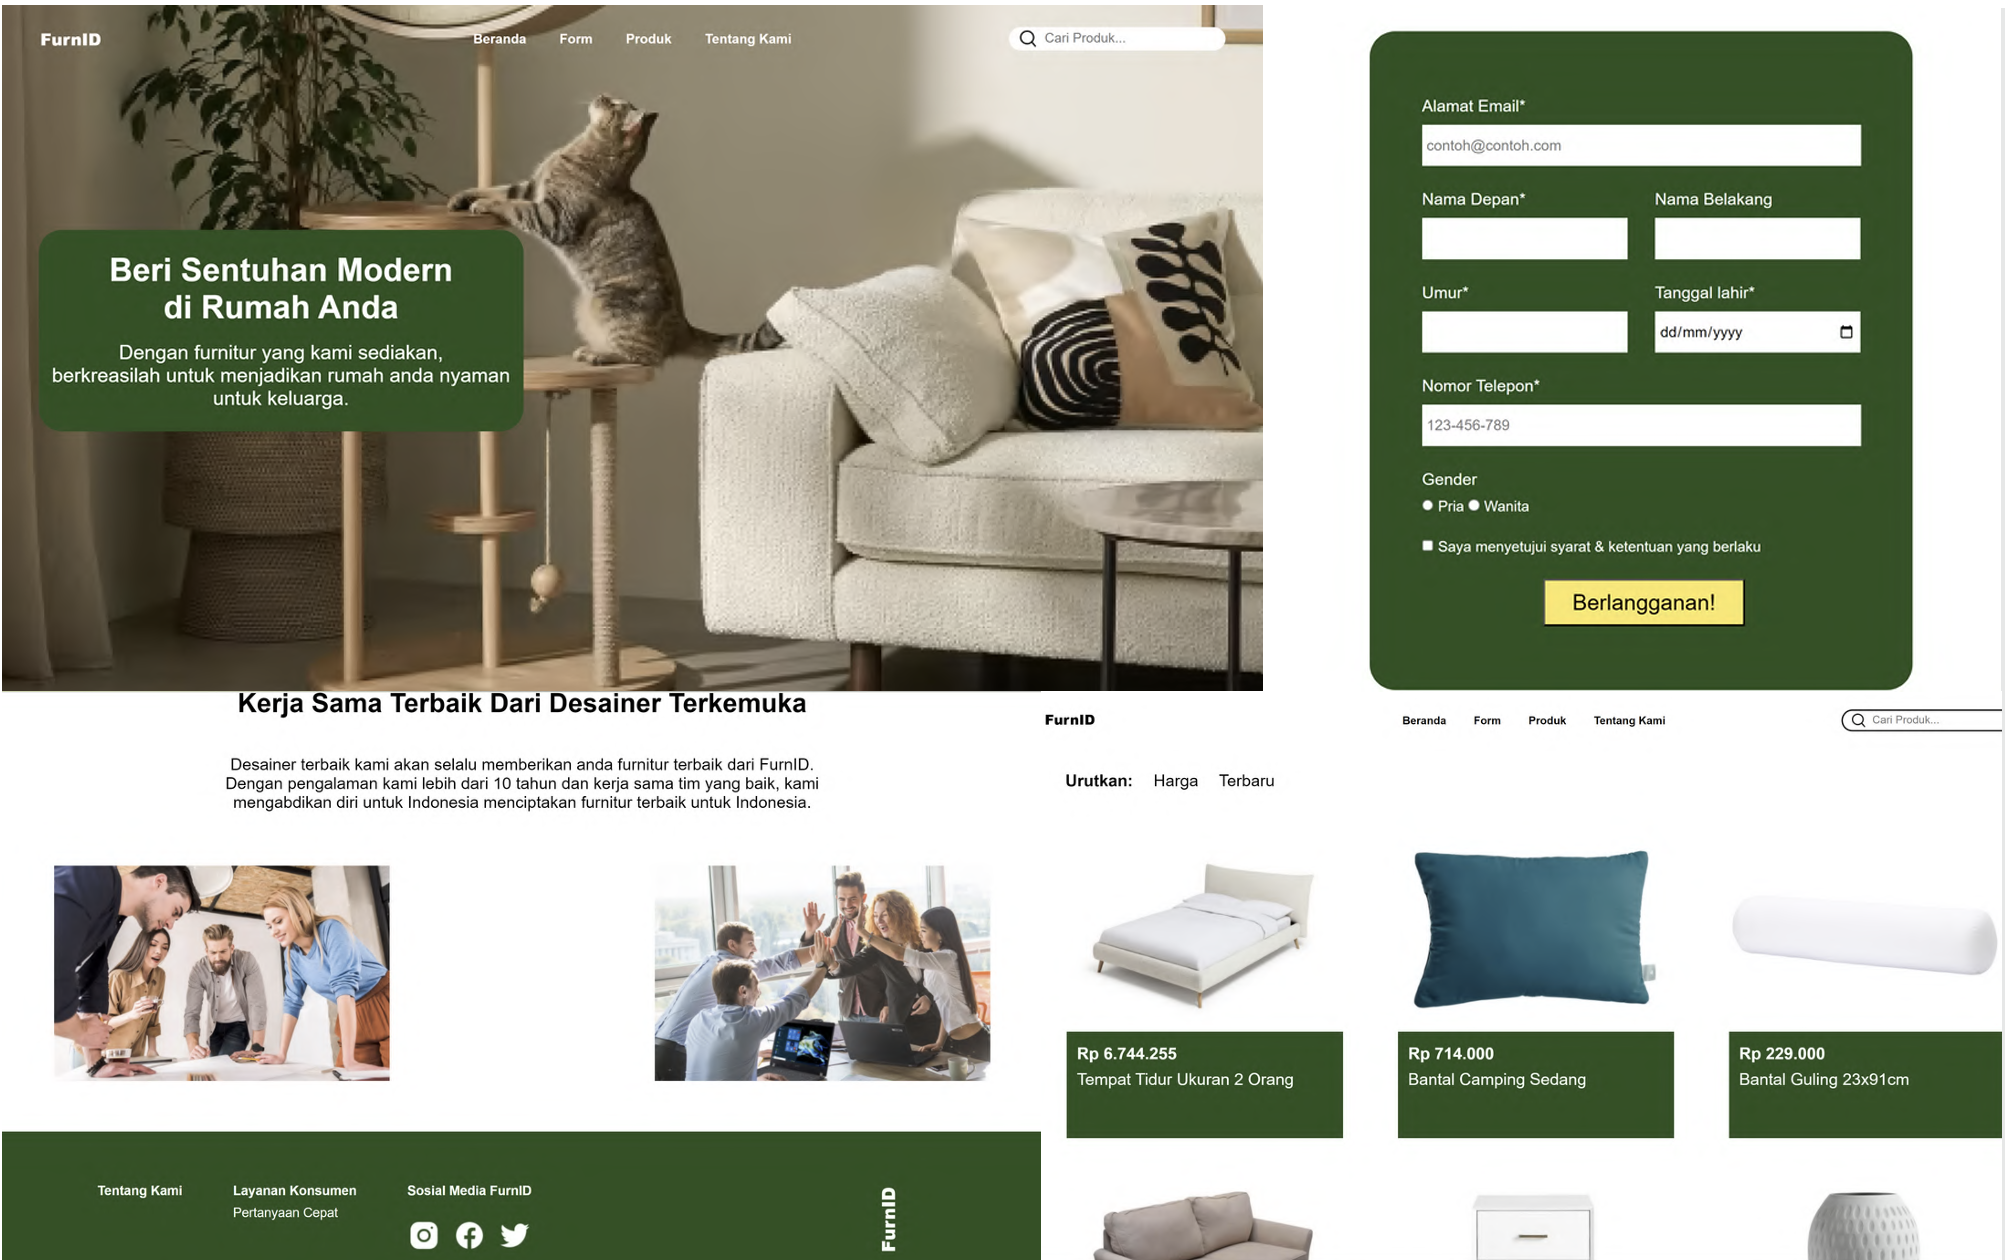 FurnID
Beranda Form Produk Tentang Kami
Cari Produk...
Beri Sentuhan Modern
di Rumah Anda
Dengan furnitur yang kami sediakan,
berkreasilah untuk menjadikan rumah anda nyaman
untuk keluarga.
Alamat Email*
contoh@contoh.com
Nama Depan* Nama Belakang
Umur* Tanggal lahir*
dd/mm/yyyy
Nomor Telepon*
123-456-789
Gender
Pria Wanita
Saya menyetujui syarat & ketentuan yang berlaku
Berlangganan!
Kerja Sama Terbaik Dari Desainer Terkemuka
Desainer terbaik kami akan selalu memberikan anda furnitur terbaik dari FurnID.
Dengan pengalaman kami lebih dari 10 tahun dan kerja sama tim yang baik, kami
mengabdikan diri untuk Indonesia menciptakan furnitur terbaik untuk Indonesia.
Tentang Kami Layanan Konsumen Sosial Media FurnID
Pertanyaan Cepat
FurnID
FurnID
Beranda Form Produk Tentang Kami
Cari Produk...
Urutkan: Harga Terbaru
Rp 6.744.255
Tempat Tidur Ukuran 2 Orang
Rp 714.000
Bantal Camping Sedang
Rp 229.000
Bantal Guling 23x91cm